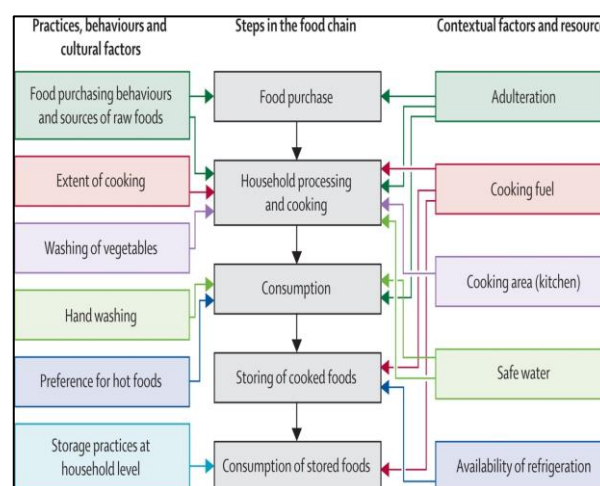 Practices, behaviours and
cultural factors
Steps in the food chain
Contextual factors and resource
Food purchasing behaviours
and sources of raw foods
Food purchase
Adulteration
Extent of cooking
Household processing
and cooking
Cooking fuel
Washing of vegetables
Consumption
Cooking area (kitchen)
Hand washing
Storing of cooked foods
Safe water
Preference for hot foods
Storage practices at
household level
Consumption of stored foods
Availability of refrigeration